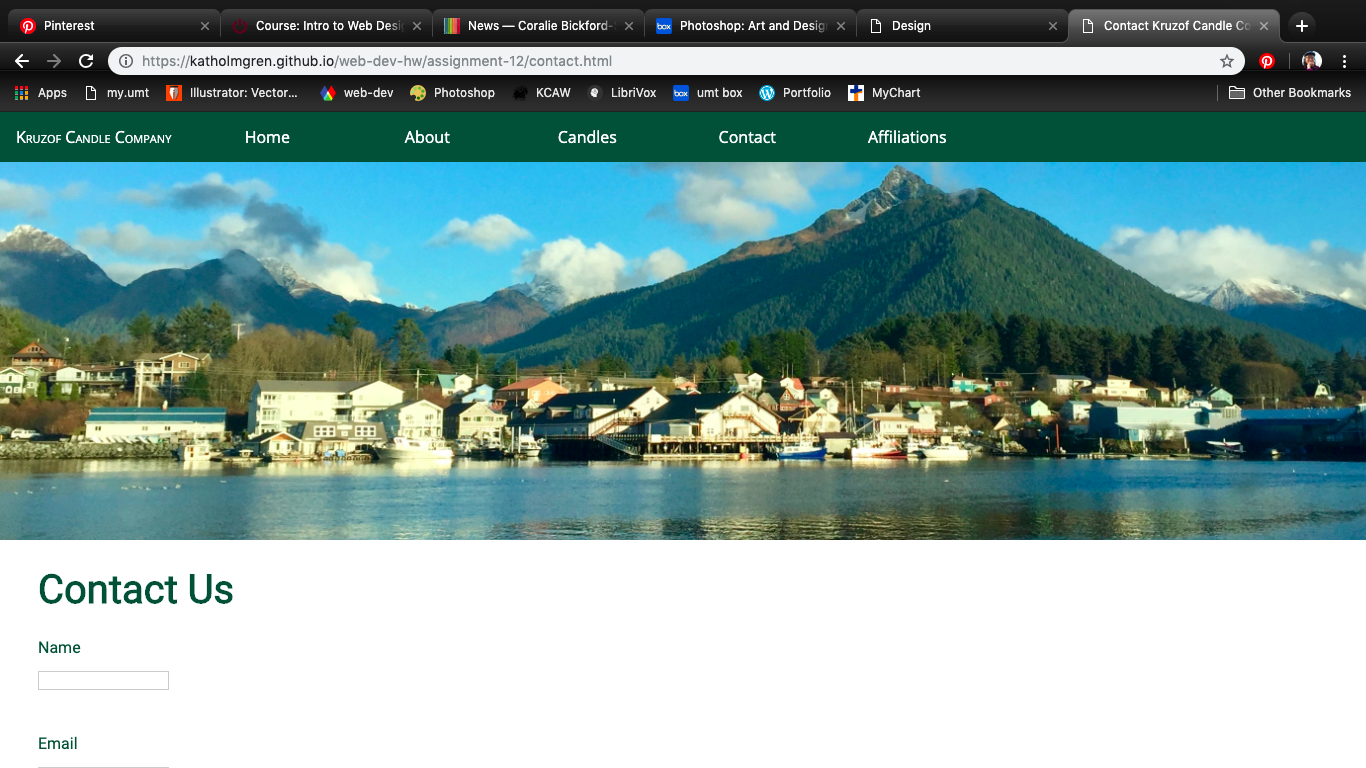 Pinterest
Course: Intro to Web Desi
News — Coralie Bickford-
Photoshop: Art and Design
Design
Contact Kruzof Candle Co
https://katholmgren.github.io/web-dev-hw/assignment-12/contact.html
Apps
my.umt
Illustrator: Vector...
web-dev
Photoshop
KCAW
LibriVox
box
umt box
Portfolio
MyChart
Other Bookmarks
Kruzof Candle Company
Home
About
Candles
Contact
Affiliations
Contact Us
Name
Email